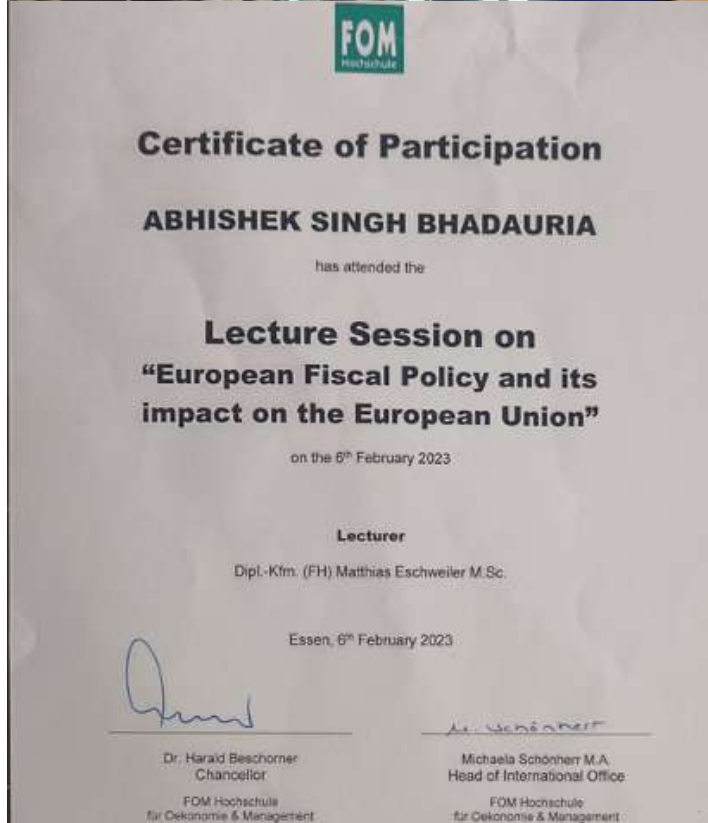 FOM
Hochschule
Certificate of Participation
ABHISHEK SINGH BHADAURIA
has attended the
Lecture Session on
“European Fiscal Policy and its
impact on the European Union”
on the 6th February 2023
Lecturer
Dipl.-Kfm. (FH) Matthias Eschweiler M.Sc.
Essen, 6th February 2023
M. Schönherr
Dr. Harald Beschorner
Chancellor
FOM Hochschule
für Oekonomie & Management
Michaela Schönherr M.A.
Head of International Office
FOM Hochschule
für Oekonomie & Management